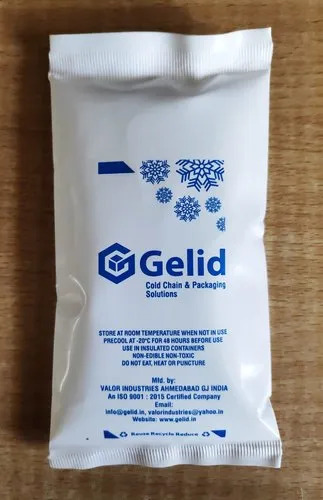 Gelid
Cold Chain & Packaging
Solutions
STORE AT ROOM TEMPERATURE WHEN NOT IN USE
PRECOOL AT -20°C FOR 48 HOURS BEFORE USE
USE IN INSULATED CONTAINERS
NON-EDIBLE NON-TOXIC
DO NOT EAT, HEAT OR PUNCTURE
Mfd. by:
VALOR INDUSTRIES AHMEDABAD GJ INDIA
An ISO 9001 : 2015 Certified Company
Email:
info@gelid.in, valorindustries@yahoo.in
Website: www.gelid.in
Reuse Recycle Reduce